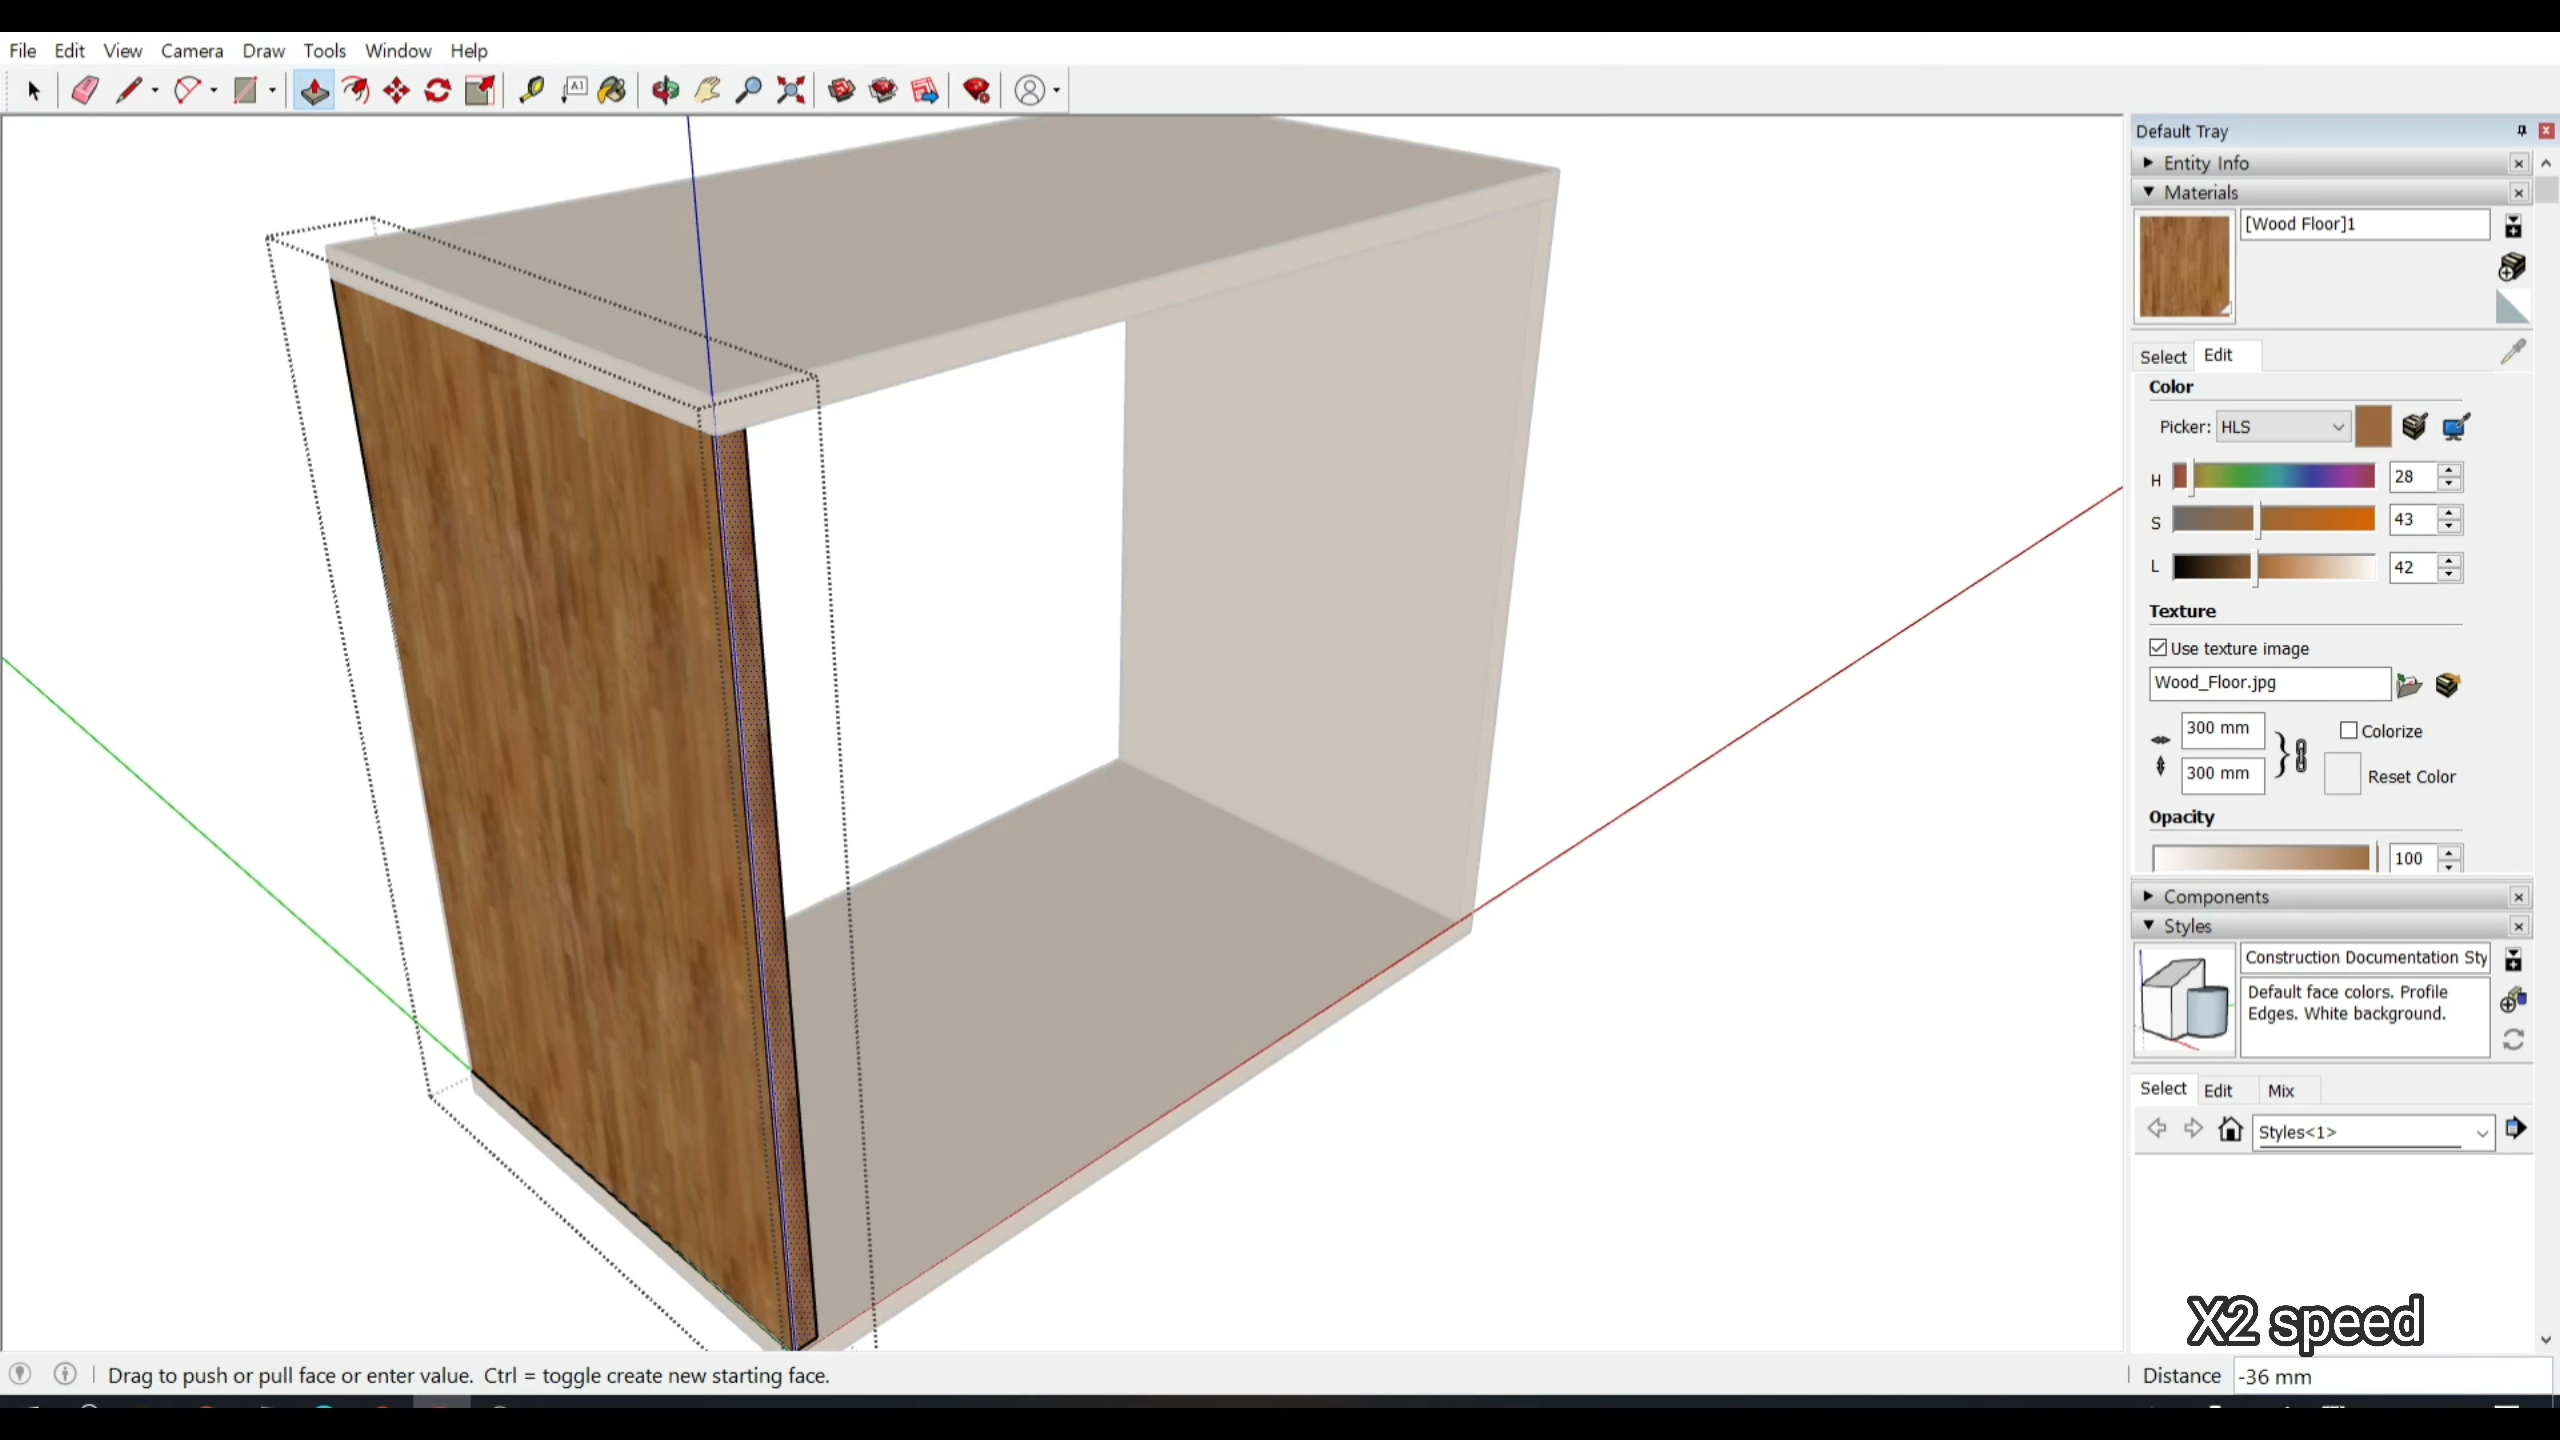 File Edit View Camera Draw Tools Window Help
A1
Default Tray
Entity Info
Materials
[Wood Floor]1
Select Edit
Color
Picker: HLS
H 28
S 43
L 42
Texture
Use texture image
Wood_Floor.jpg
300 mm
Colorize
300 mm
Reset Color
Opacity
100
Components
Styles
Construction Documentation Sty
Default face colors. Profile
Edges. White background.
Select Edit Mix
Styles<1>
X2 speed
Drag to push or pull face or enter value. Ctrl = toggle create new starting face.
Distance -36 mm